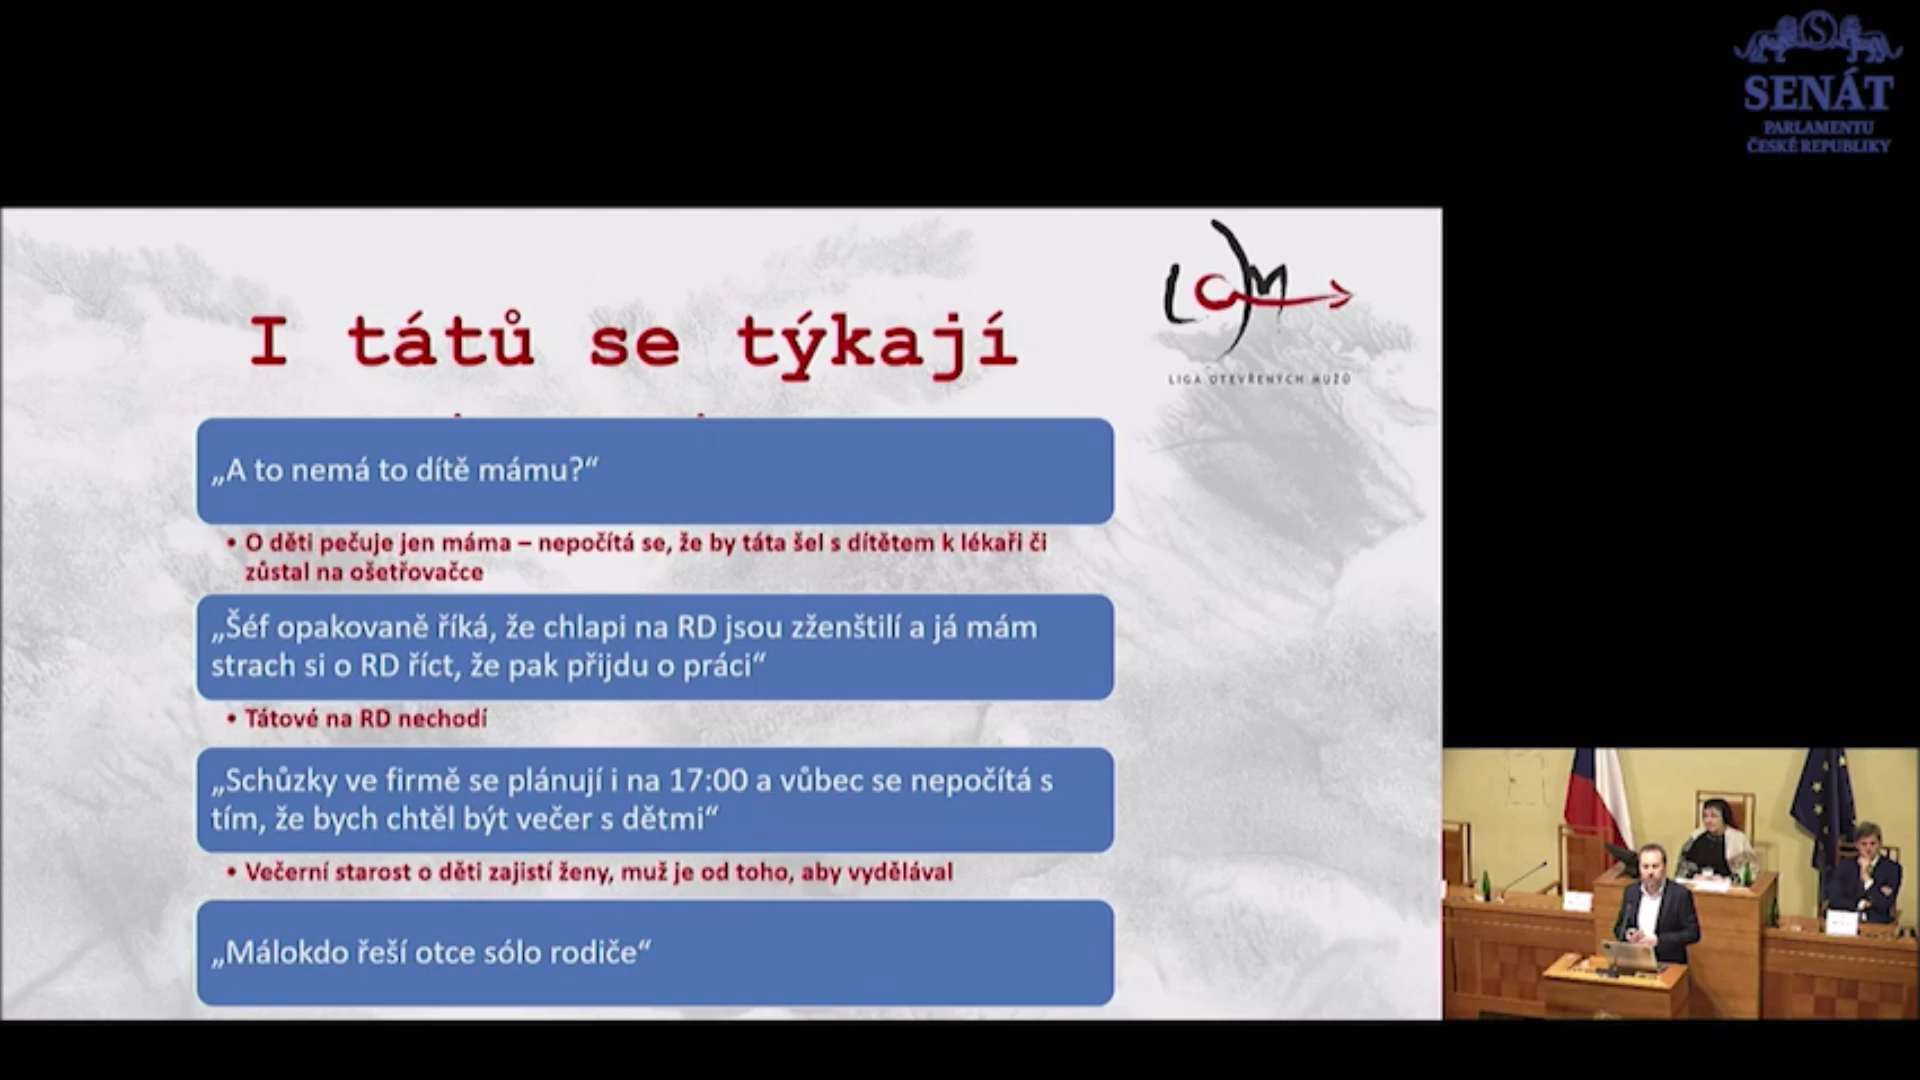 SENÁT
PARLAMENTU
ČESKÉ REPUBLIKY
LIGA OTEVŘENÝCH MUŽŮ
I tátů se týkají
„A to nemá to dítě mámu?“
• O děti pečuje jen máma – nepočítá se, že by táta šel s dítětem k lékaři či
zůstal na ošetřovačce
„Šéf opakovaně říká, že chlapi na RD jsou zženštilí a já mám
strach si o RD říct, že pak přijdu o práci“
• Tátové na RD nechodí
„Schůzky ve firmě se plánují i na 17:00 a vůbec se nepočítá s
tím, že bych chtěl být večer s dětmi“
• Večerní starost o děti zajistí ženy, muž je od toho, aby vydělával
„Málokdo řeší otce sólo rodiče“